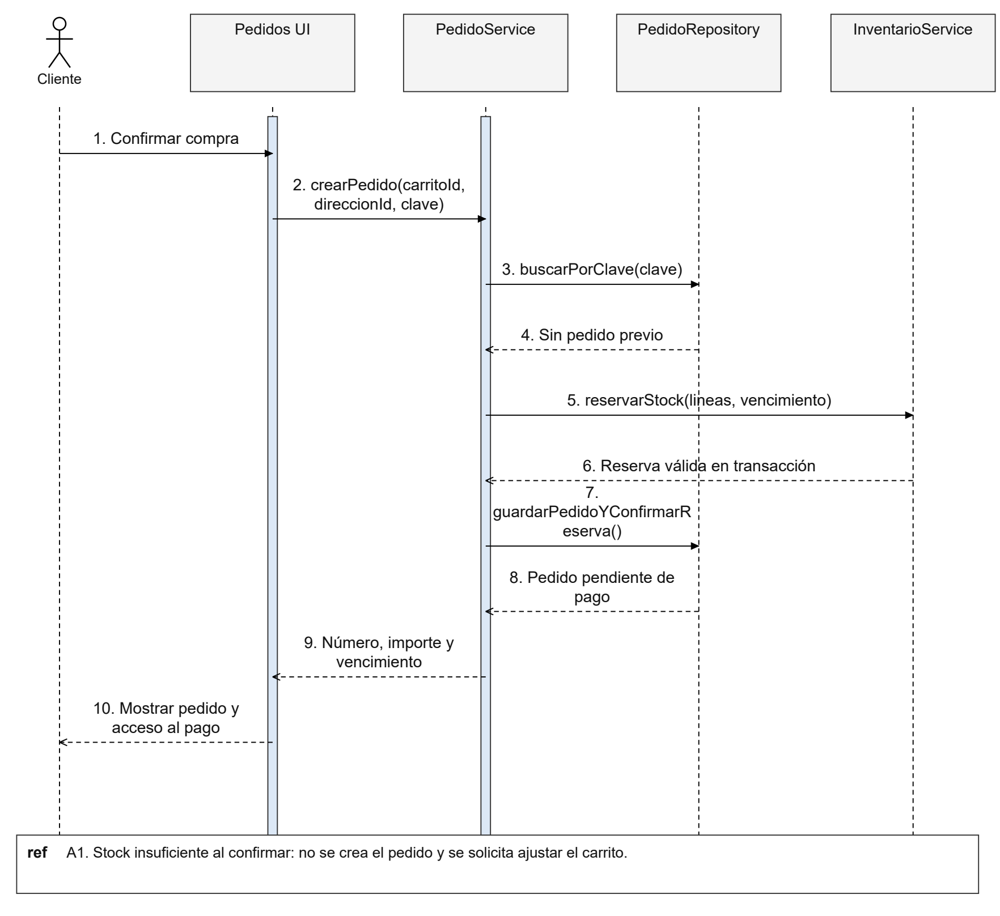 Cliente
Pedidos UI
PedidoService
PedidoRepository
InventarioService
1. Confirmar compra
2. crearPedido(carritoId,
direccionId, clave)
3. buscarPorClave(clave)
4. Sin pedido previo
5. reservarStock(lineas, vencimiento)
6. Reserva válida en transacción
7.
guardarPedidoYConfirmarR
eserva()
8. Pedido pendiente de
pago
9. Número, importe y
vencimiento
10. Mostrar pedido y
acceso al pago
ref A1. Stock insuficiente al confirmar: no se crea el pedido y se solicita ajustar el carrito.